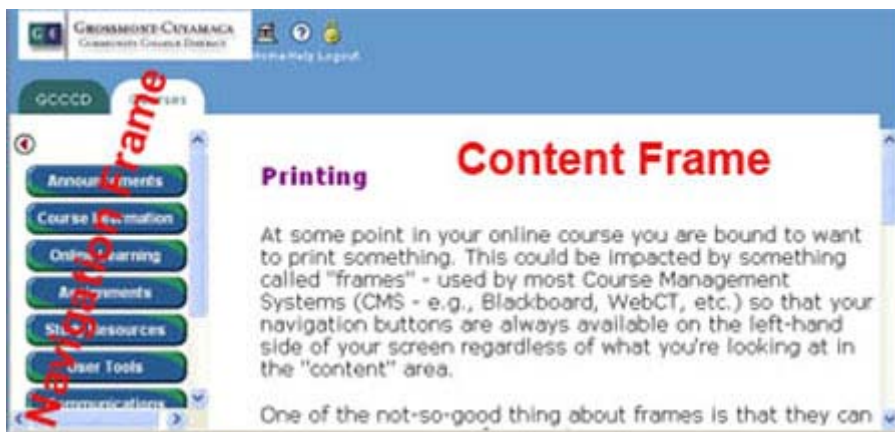 GC GROSSMONT-CUYAMACA
COMMUNITY COLLEGE DISTRICT
Home Help Logout
GCCCD Courses
Navigation Frame
Content Frame
Announcements
Course Information
Online Learning
Assignments
Resources
User Tools
Communications
Printing
At some point in your online course you are bound to want
to print something. This could be impacted by something
called "frames" - used by most Course Management
Systems (CMS - e.g., Blackboard, WebCT, etc.) so that your
navigation buttons are always available on the left-hand
side of your screen regardless of what you're looking at in
the "content" area.
One of the not-so-good thing about frames is that they can